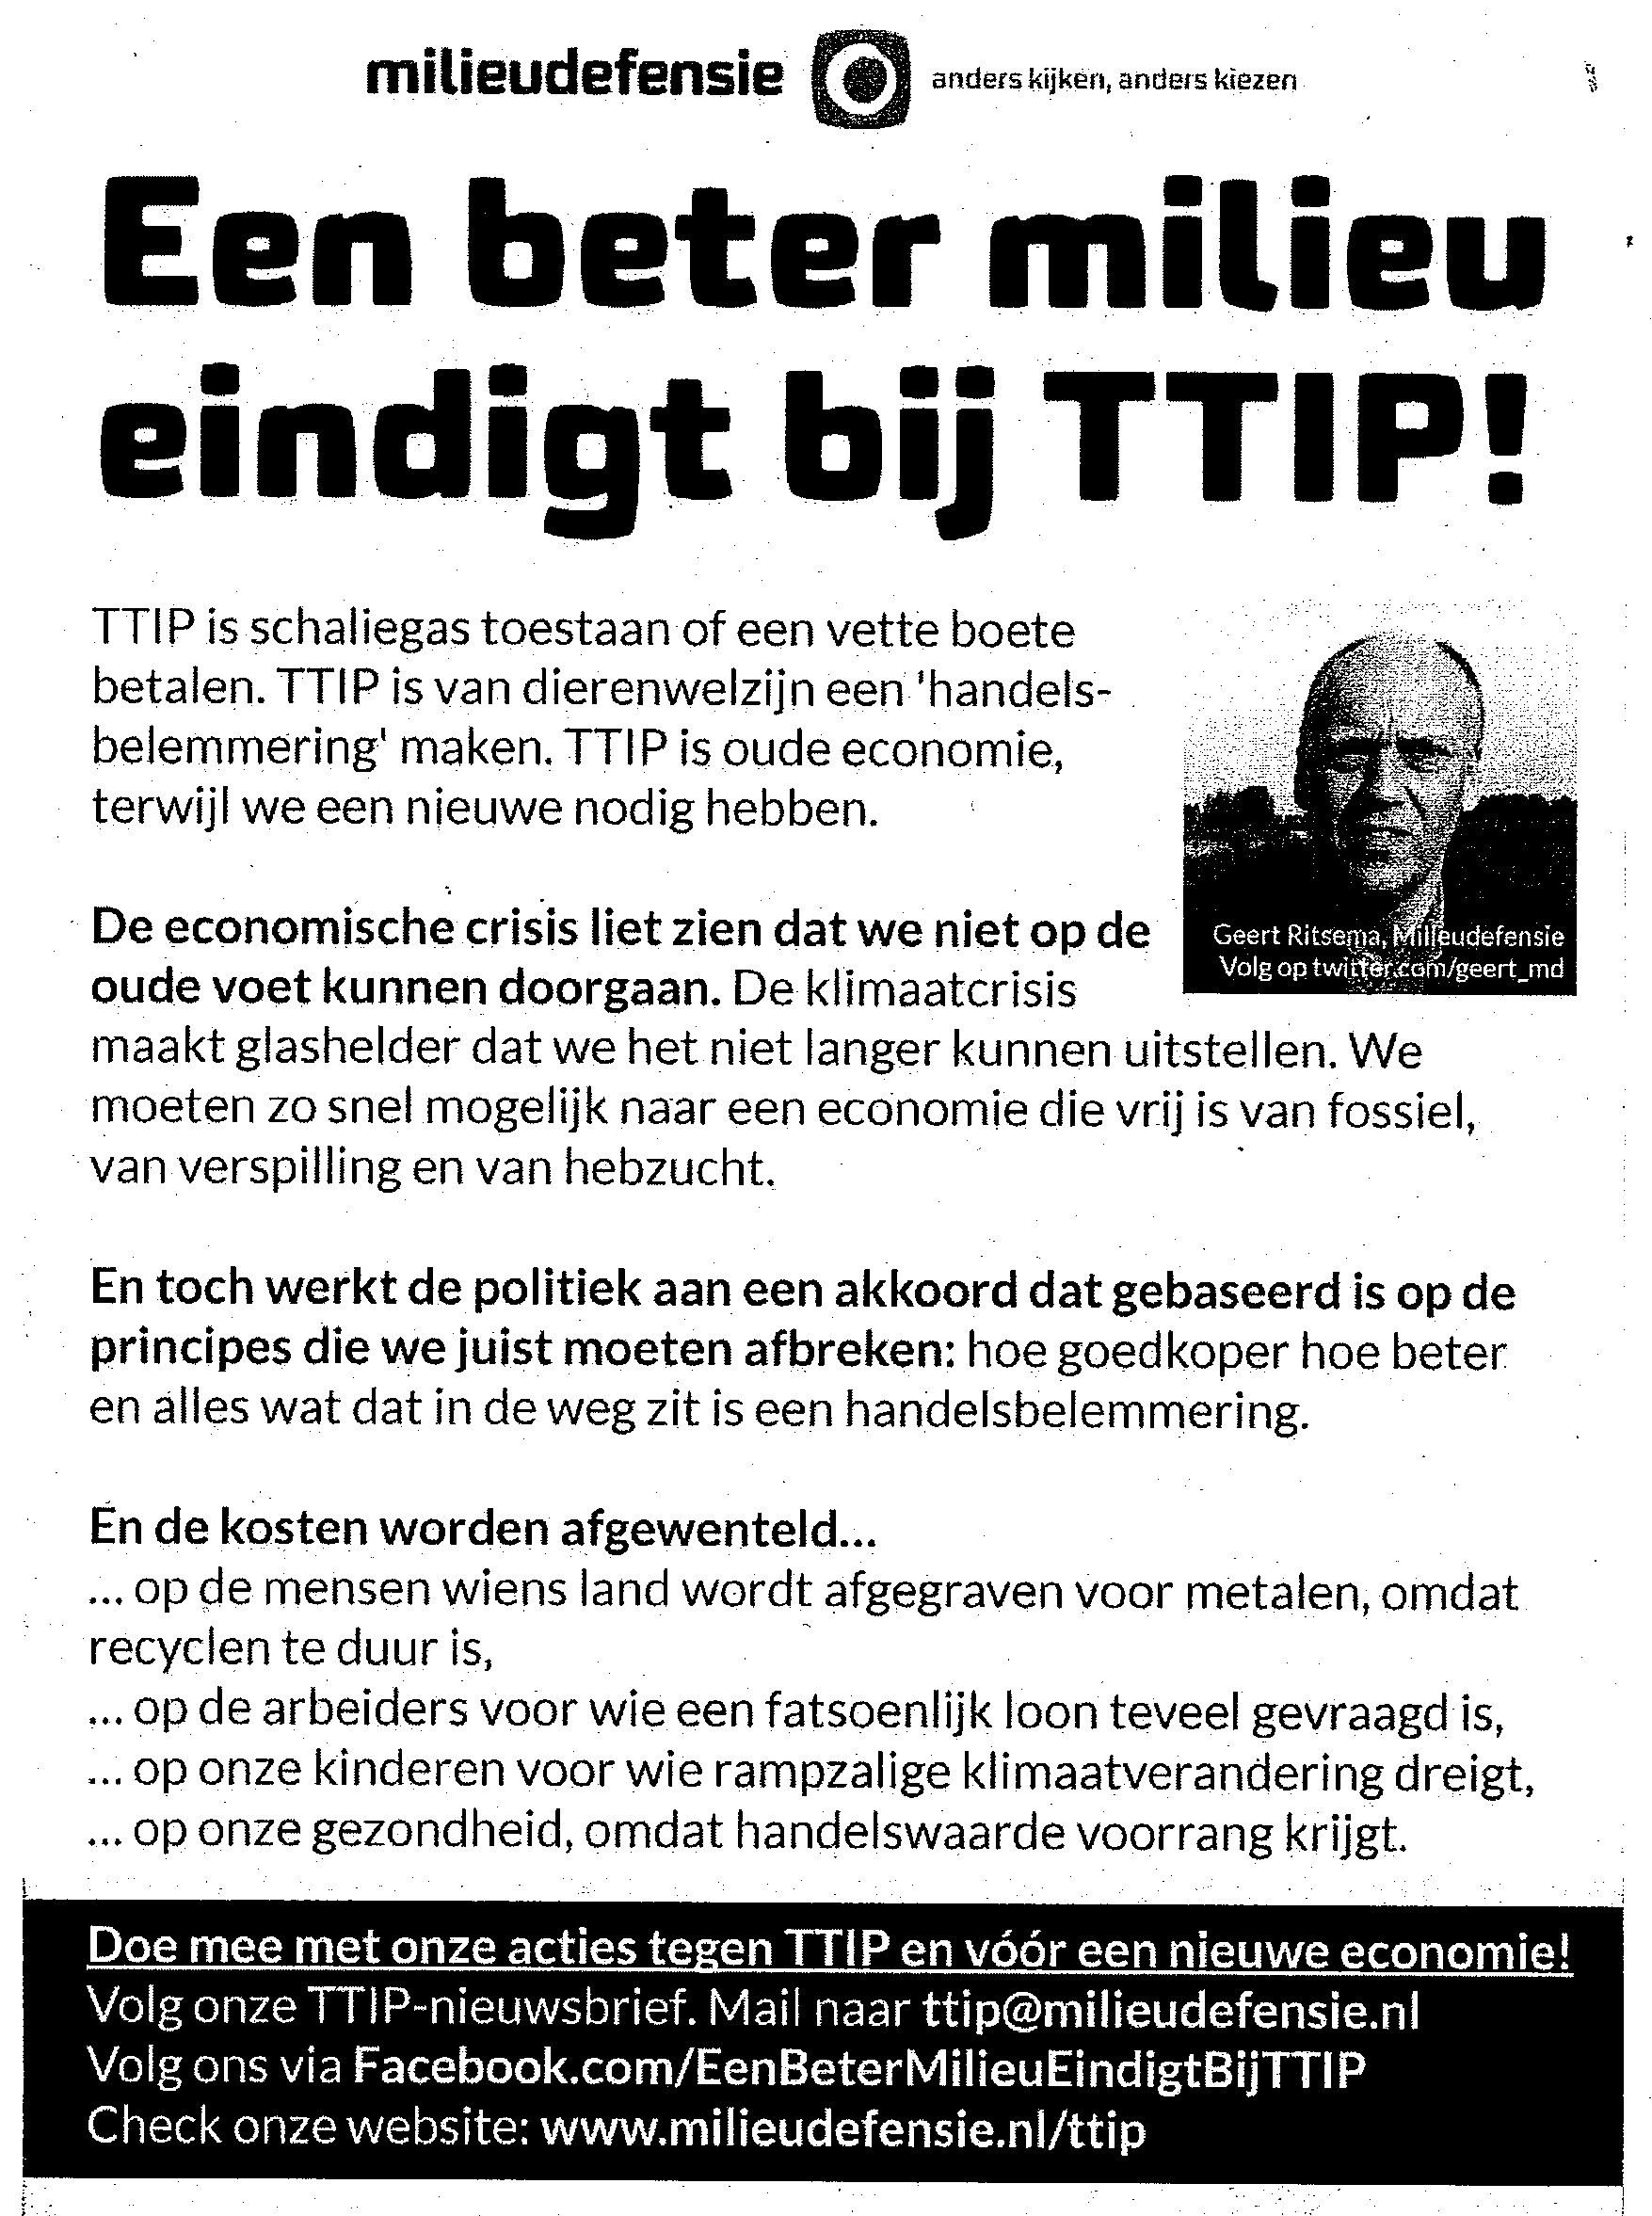 milieudefensie anders kijken, anders kiezen
Een beter milieu
eindigt bij TTIP!
TTIP is schaliegas toestaan of een vette boete
betalen. TTIP is van dierenwelzijn een 'handels-
belemmering' maken. TTIP is oude economie,
terwijl we een nieuwe nodig hebben.
Geert Ritsema, Milieudefensie
Volg op twitter.com/geert_md
De economische crisis liet zien dat we niet op de
oude voet kunnen doorgaan. De klimaatcrisis
maakt glashelder dat we het niet langer kunnen uitstellen. We
moeten zo snel mogelijk naar een economie die vrij is van fossiel,
van verspilling en van hebzucht.
En toch werkt de politiek aan een akkoord dat gebaseerd is op de
principes die we juist moeten afbreken: hoe goedkoper hoe beter
en alles wat dat in de weg zit is een handelsbelemmering.
En de kosten worden afgewenteld...
... op de mensen wiens land wordt afgegraven voor metalen, omdat
recyclen te duur is,
... op de arbeiders voor wie een fatsoenlijk loon teveel gevraagd is,
... op onze kinderen voor wie rampzalige klimaatverandering dreigt,
... op onze gezondheid, omdat handelswaarde voorrang krijgt.
Doe mee met onze acties tegen TTIP en vóór een nieuwe economie!
Volg onze TTIP-nieuwsbrief. Mail naar ttip@milieudefensie.nl
Volg ons via Facebook.com/EenBeterMilieuEindigtBijTTIP
Check onze website: www.milieudefensie.nl/ttip